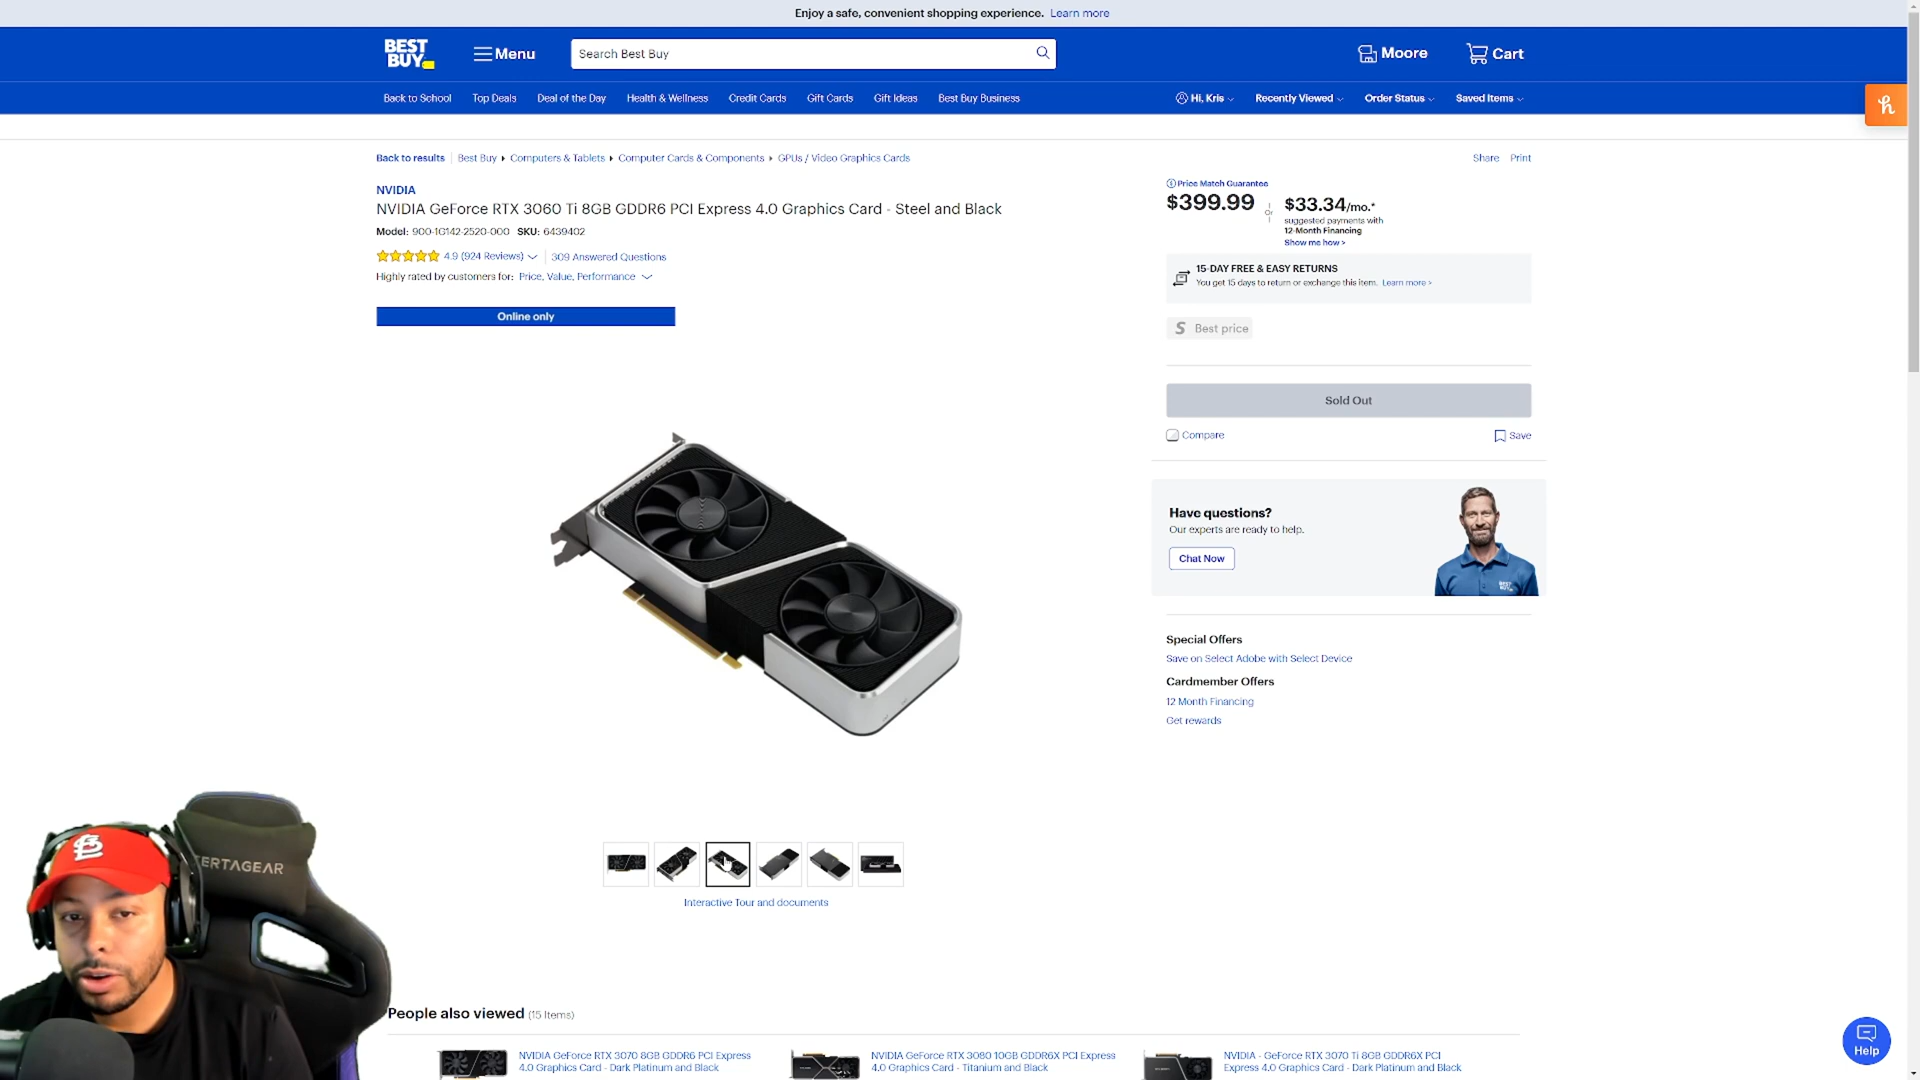 Enjoy a safe, convenient shopping experience. Learn more
BEST BUY
Menu
Search Best Buy
Moore
Cart
Back to School
Top Deals
Deal of the Day
Health & Wellness
Credit Cards
Gift Cards
Gift Ideas
Best Buy Business
Hi, Kris
Recently Viewed
Order Status
Saved Items
Back to results
Best Buy
Computers & Tablets
Computer Cards & Components
GPUs / Video Graphics Cards
Share
Print
NVIDIA
NVIDIA GeForce RTX 3060 Ti 8GB GDDR6 PCI Express 4.0 Graphics Card - Steel and Black
Model: 900-1G142-2520-000 SKU: 6439402
4.9 (924 Reviews)
309 Answered Questions
Highly rated by customers for: Price, Value, Performance
Online only
Price Match Guarantee
$399.99
or
$33.34/mo.*
suggested payments with
12-Month Financing
Show me how >
15-DAY FREE & EASY RETURNS
You get 15 days to return or exchange this item. Learn more >
S Best price
Sold Out
Compare
Save
Have questions?
Our experts are ready to help.
Chat Now
BEST BUY
Special Offers
Save on Select Adobe with Select Device
Cardmember Offers
12 Month Financing
Get rewards
Interactive Tour and documents
ERTAGEAR
People also viewed (15 Items)
NVIDIA GeForce RTX 3070 8GB GDDR6 PCI Express
4.0 Graphics Card - Dark Platinum and Black
NVIDIA GeForce RTX 3080 10GB GDDR6X PCI Express
4.0 Graphics Card - Titanium and Black
NVIDIA - GeForce RTX 3070 Ti 8GB GDDR6X PCI
Express 4.0 Graphics Card - Dark Platinum and Black
Help